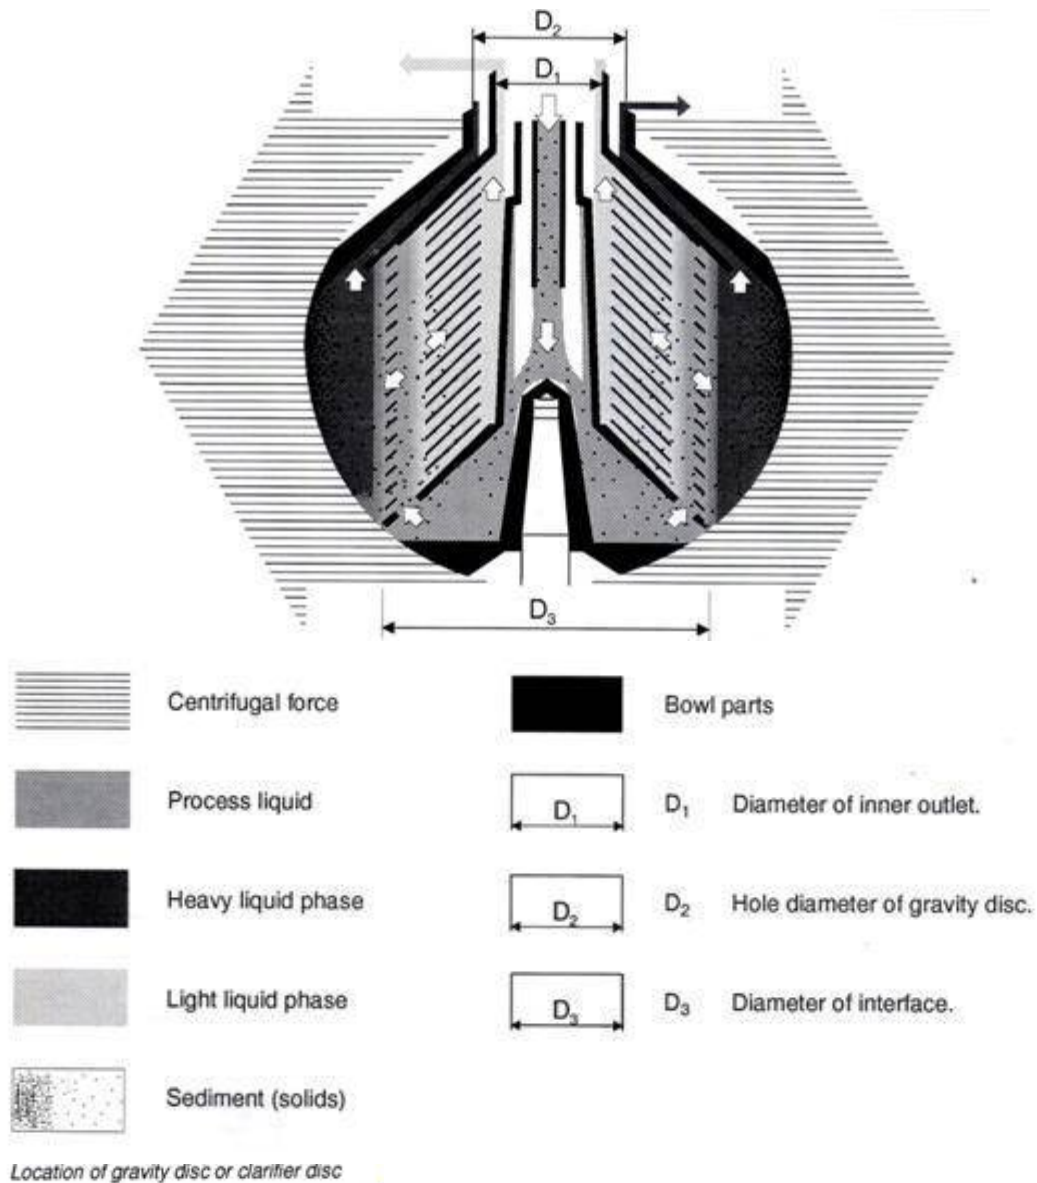 D₂
D₁
D₃
Centrifugal force
Bowl parts
Process liquid
D₁
D₁ Diameter of inner outlet.
Heavy liquid phase
D₂
D₂ Hole diameter of gravity disc.
Light liquid phase
D₃
D₃ Diameter of interface.
Sediment (solids)
Location of gravity disc or clarifier disc